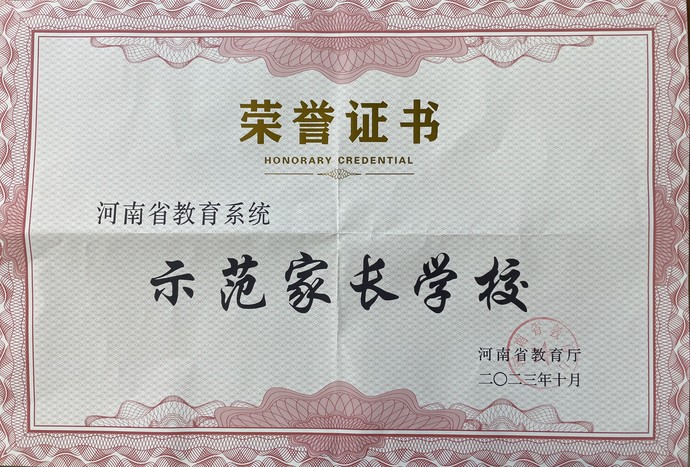 荣誉证书
HONORARY CREDENTIAL
河南省教育系统
示范家长学校
河南省教育厅
二〇二三年十月